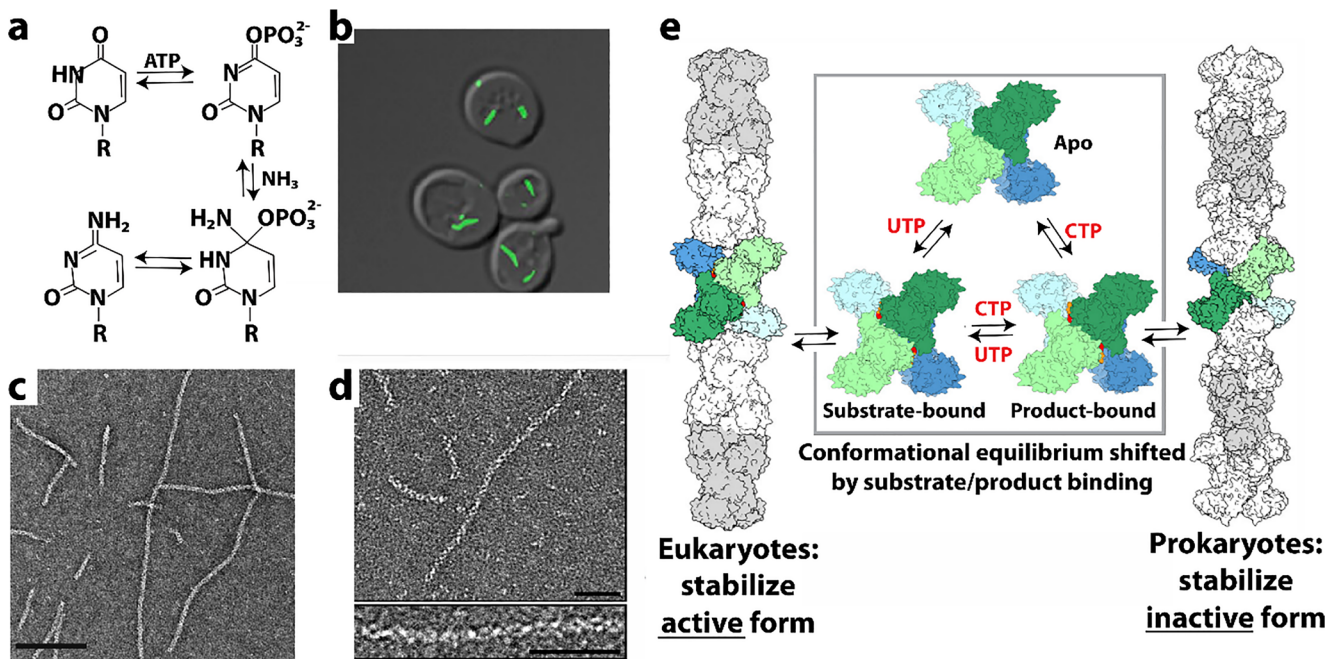 a
O
HN
O
N
R
ATP
OPO₃²⁻
N
O
N
R
NH₃
NH₂
N
O
N
R
H₂N
OPO₃²⁻
HN
O
N
R
b
c
d
e
Apo
UTP
CTP
CTP
UTP
Substrate-bound
Product-bound
Conformational equilibrium shifted
by substrate/product binding
Eukaryotes:
stabilize
active form
Prokaryotes:
stabilize
inactive form